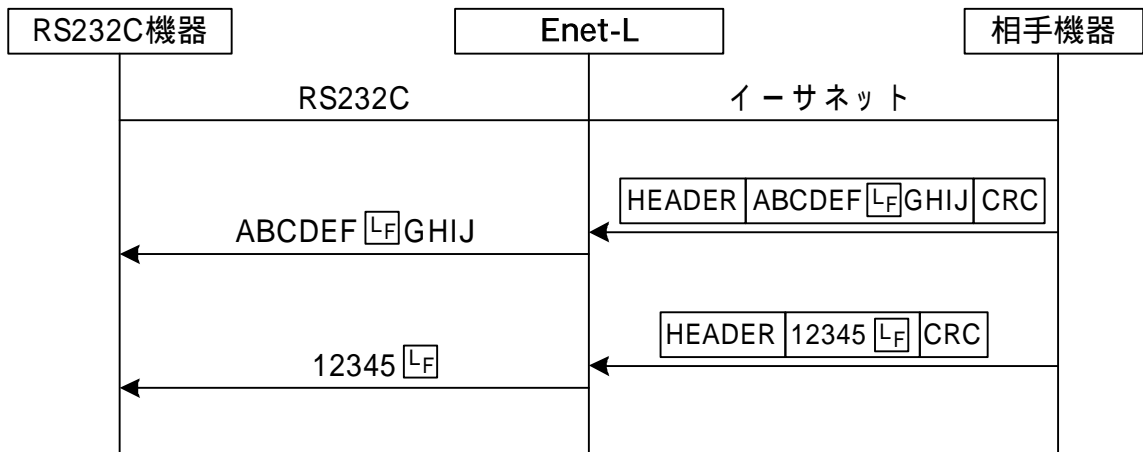 RS232C機器 Enet-L 相手機器
RS232C イーサネット
HEADER ABCDEF LF GHIJ CRC
ABCDEF LF GHIJ
HEADER 12345 LF CRC
12345 LF